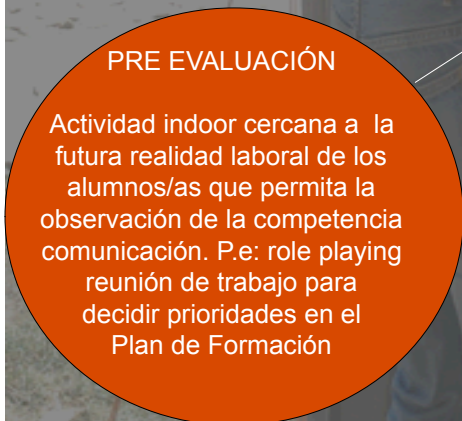 PRE EVALUACIÓN
Actividad indoor cercana a la
futura realidad laboral de los
alumnos/as que permita la
observación de la competencia
comunicación. P.e: role playing
reunión de trabajo para
decidir prioridades en el
Plan de Formación